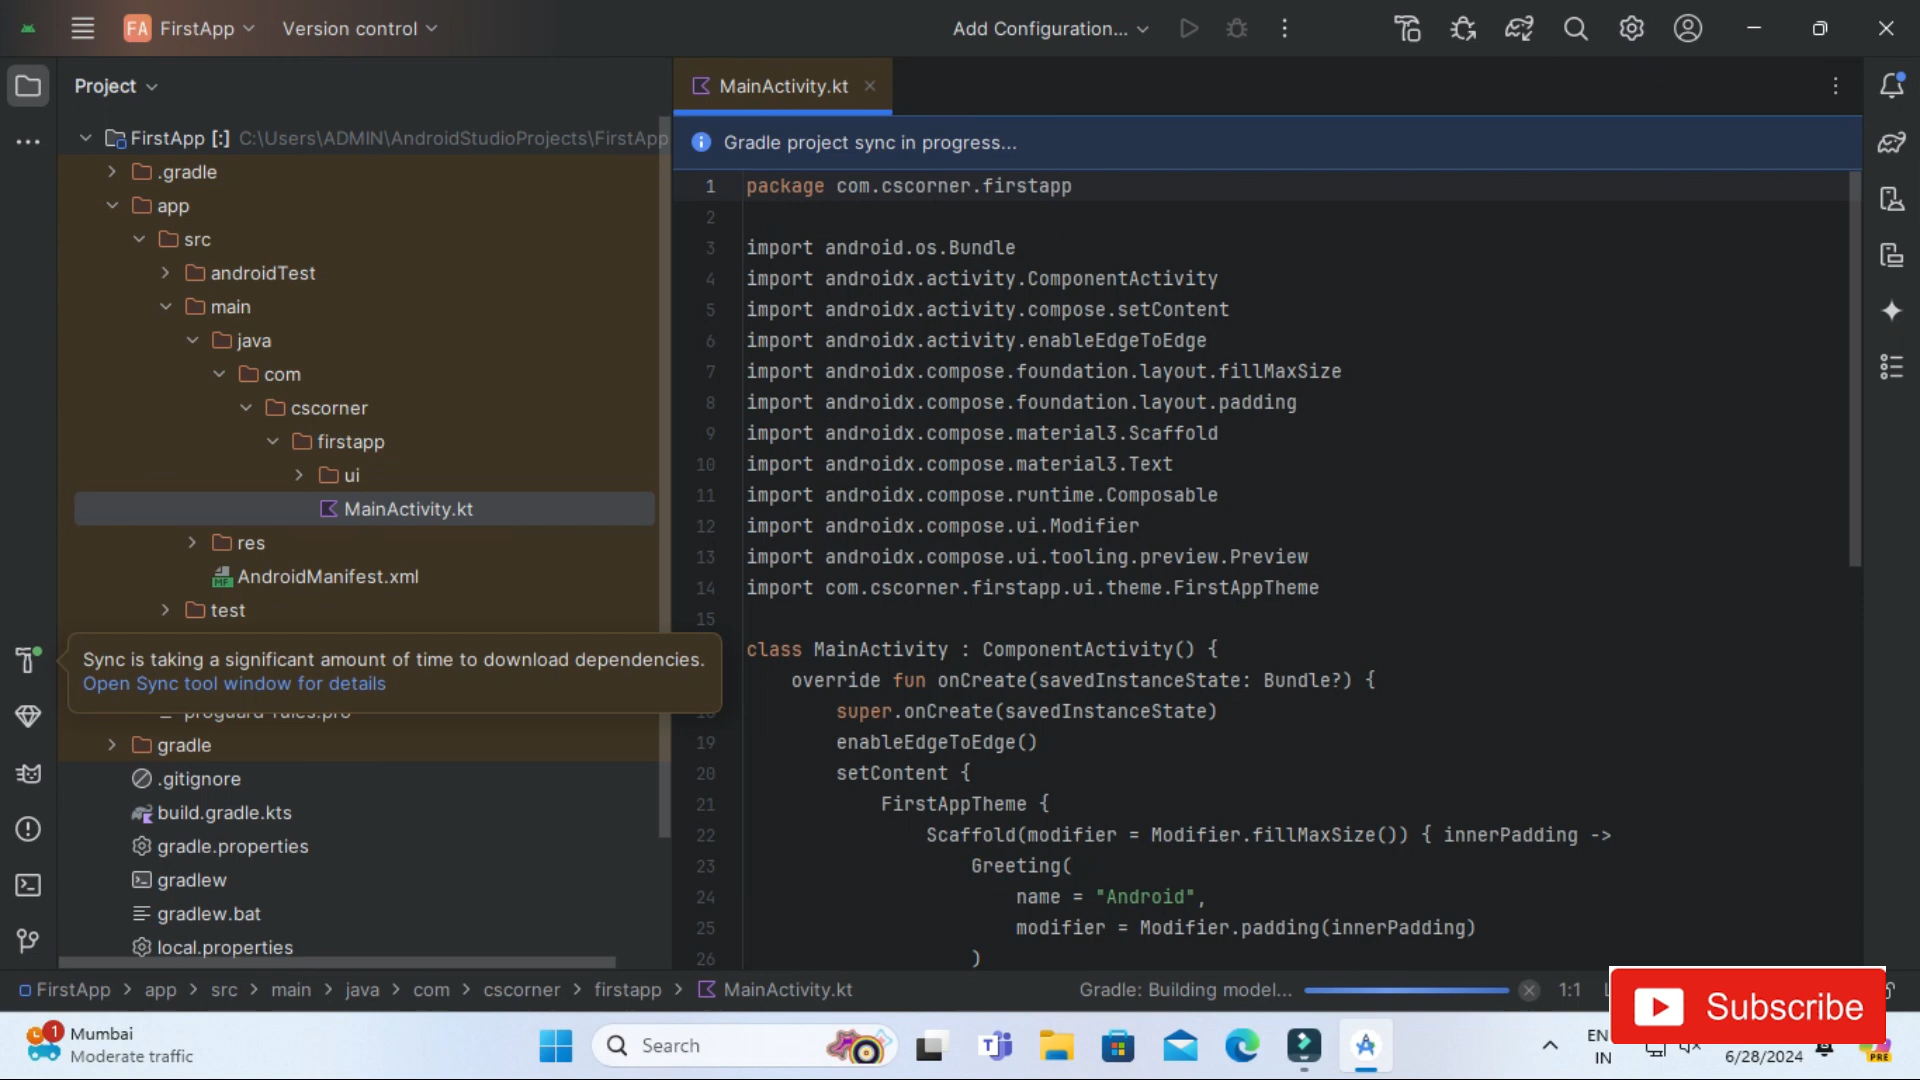 FA FirstApp Version control Add Configuration...
Project
MainActivity.kt
FirstApp [:] C:\Users\ADMIN\AndroidStudioProjects\FirstApp
Gradle project sync in progress...
.gradle
app
src
androidTest
main
java
com
cscorner
firstapp
ui
MainActivity.kt
res
AndroidManifest.xml
test
Sync is taking a significant amount of time to download dependencies.
Open Sync tool window for details
proguard-rules.pro
gradle
.gitignore
build.gradle.kts
gradle.properties
gradlew
gradlew.bat
local.properties
1 package com.cscorner.firstapp
2
3 import android.os.Bundle
4 import androidx.activity.ComponentActivity
5 import androidx.activity.compose.setContent
6 import androidx.activity.enableEdgeToEdge
7 import androidx.compose.foundation.layout.fillMaxSize
8 import androidx.compose.foundation.layout.padding
9 import androidx.compose.material3.Scaffold
10 import androidx.compose.material3.Text
11 import androidx.compose.runtime.Composable
12 import androidx.compose.ui.Modifier
13 import androidx.compose.ui.tooling.preview.Preview
14 import com.cscorner.firstapp.ui.theme.FirstAppTheme
15
class MainActivity : ComponentActivity() {
override fun onCreate(savedInstanceState: Bundle?) {
super.onCreate(savedInstanceState)
19 enableEdgeToEdge()
20 setContent {
21 FirstAppTheme {
22 Scaffold(modifier = Modifier.fillMaxSize()) { innerPadding ->
23 Greeting(
24 name = "Android",
25 modifier = Modifier.padding(innerPadding)
26 )
FirstApp > app > src > main > java > com > cscorner > firstapp > MainActivity.kt Gradle: Building model... 1:1
Subscribe
1 Mumbai
Moderate traffic
Search
EN
IN
6/28/2024
PRE